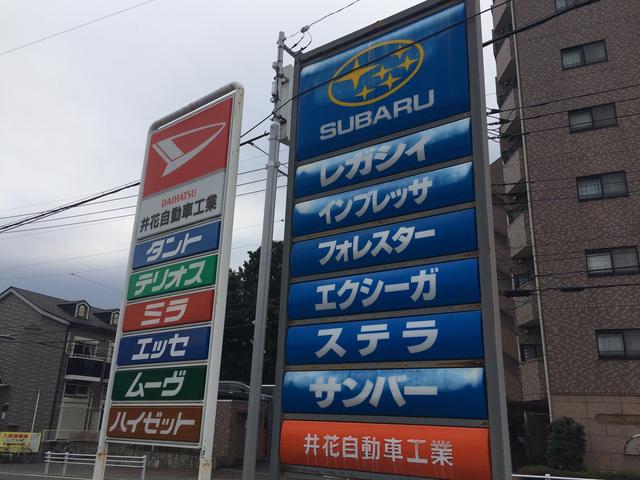 DAIHATSU
井花自動車工業
タント
テリオス
ミラ
エッセ
ムーヴ
ハイゼット
SUBARU
レガシィ
インプレッサ
フォレスター
エクシーガ
ステラ
サンバー
井花自動車工業